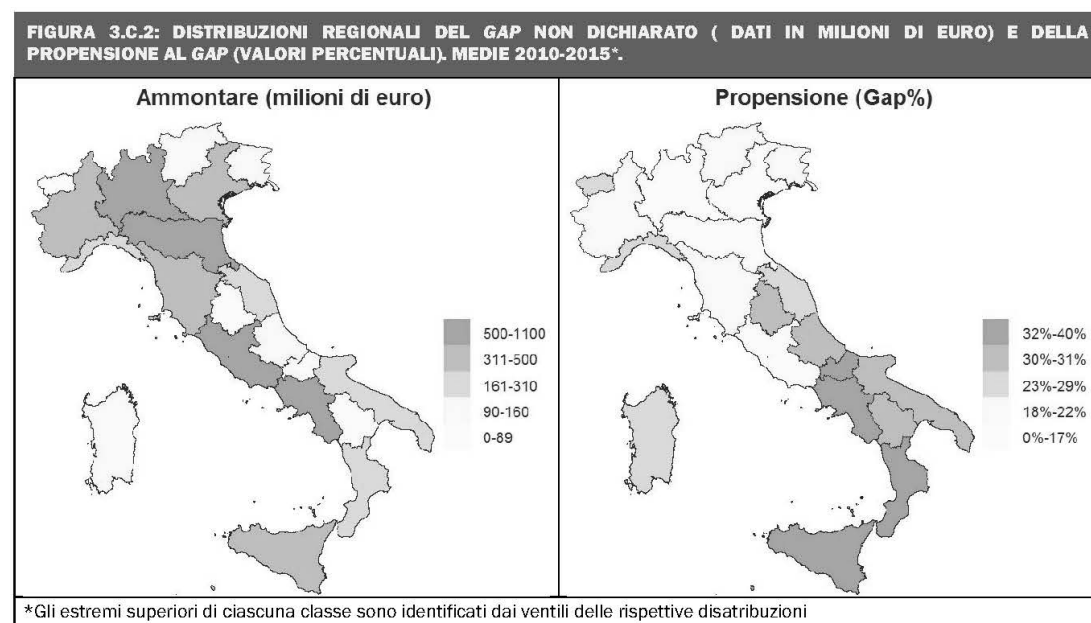 FIGURA 3.C.2: DISTRIBUZIONI REGIONALI DEL GAP NON DICHIARATO ( DATI IN MILIONI DI EURO) E DELLA
PROPENSIONE AL GAP (VALORI PERCENTUALI). MEDIE 2010-2015*.
Ammontare (milioni di euro)
500-1100
311-500
161-310
90-160
0-89
Propensione (Gap%)
32%-40%
30%-31%
23%-29%
18%-22%
0%-17%
*Gli estremi superiori di ciascuna classe sono identificati dai ventili delle rispettive disatribuzioni